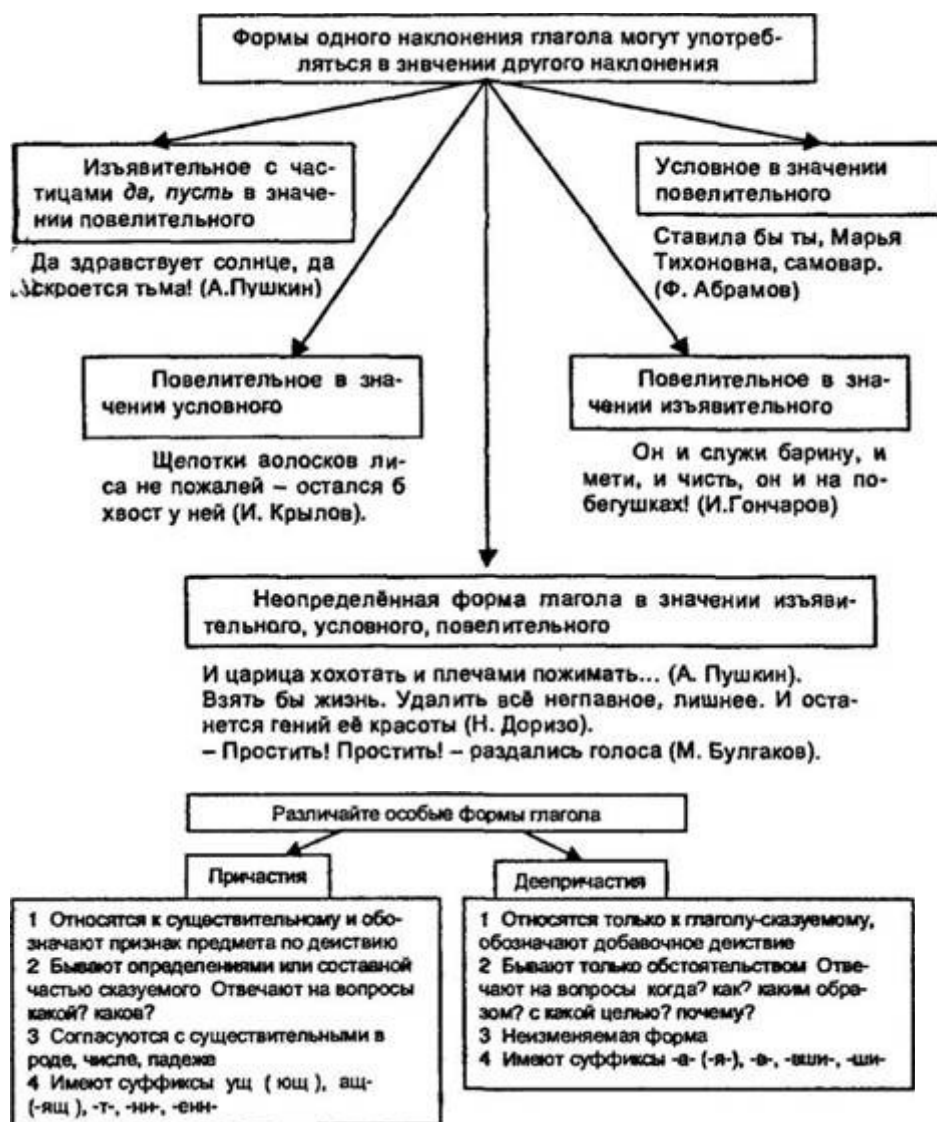 Формы одного наклонения глагола могут употреб-
ляться в знвчении другого наклонения
Изъявительное с час-
тицами да, пусть в значе-
нии повелительного
Да здравствует солнце, да
скроется тьма! (А.Пушкин)
Условное в значении
повелительного
Ставила бы ты, Марья
Тихоновна, самовар.
(Ф. Абрамов)
Повелительное в зна-
чении условного
Щепотки аолосков ли-
са не пожалей – остался б
хвост у ней (И. Крылов).
Повелительное в зна-
чении изъявительного
Он и служи барину, и
мети, и чисть, он и на по-
бегушках! (И.Гончаров)
Неопределённая форма глагола в значении изъяви-
тельного, условного, повелительного
И царица хохотать и плечами пожимать... (А. Пушкин).
Взять бы жизнь. Удалить всё неглавное, лишнее. И оста-
нется гений её красоты (Н. Доризо).
– Простить! Простить! – раздались голоса (М. Булгаков).
Различайте особые формы глагола
Причастия
1 Относятся к существительному и обо-
значают признак предмета по действию
2 Бывают определениями или составной
частью сказуемого Отвечают на вопросы
какой? каков?
3 Согласуются с существительными в
роде, числе, падеже
4 Имеют суффиксы ущ ( ющ ), ащ-
(-ящ ), -т-, -нн-, -енн-
Деепричастия
1 Относятся только к глаголу-сказуемому,
обозначают добавочное действие
2 Бывают только обстоятельством Отве-
чают на вопросы когда? как? каким обра-
зом? с какой целью? почему?
3 Неизменяемая форма
4 Имеют суффиксы -а- (-я-), -в-, -вши-, -ши-